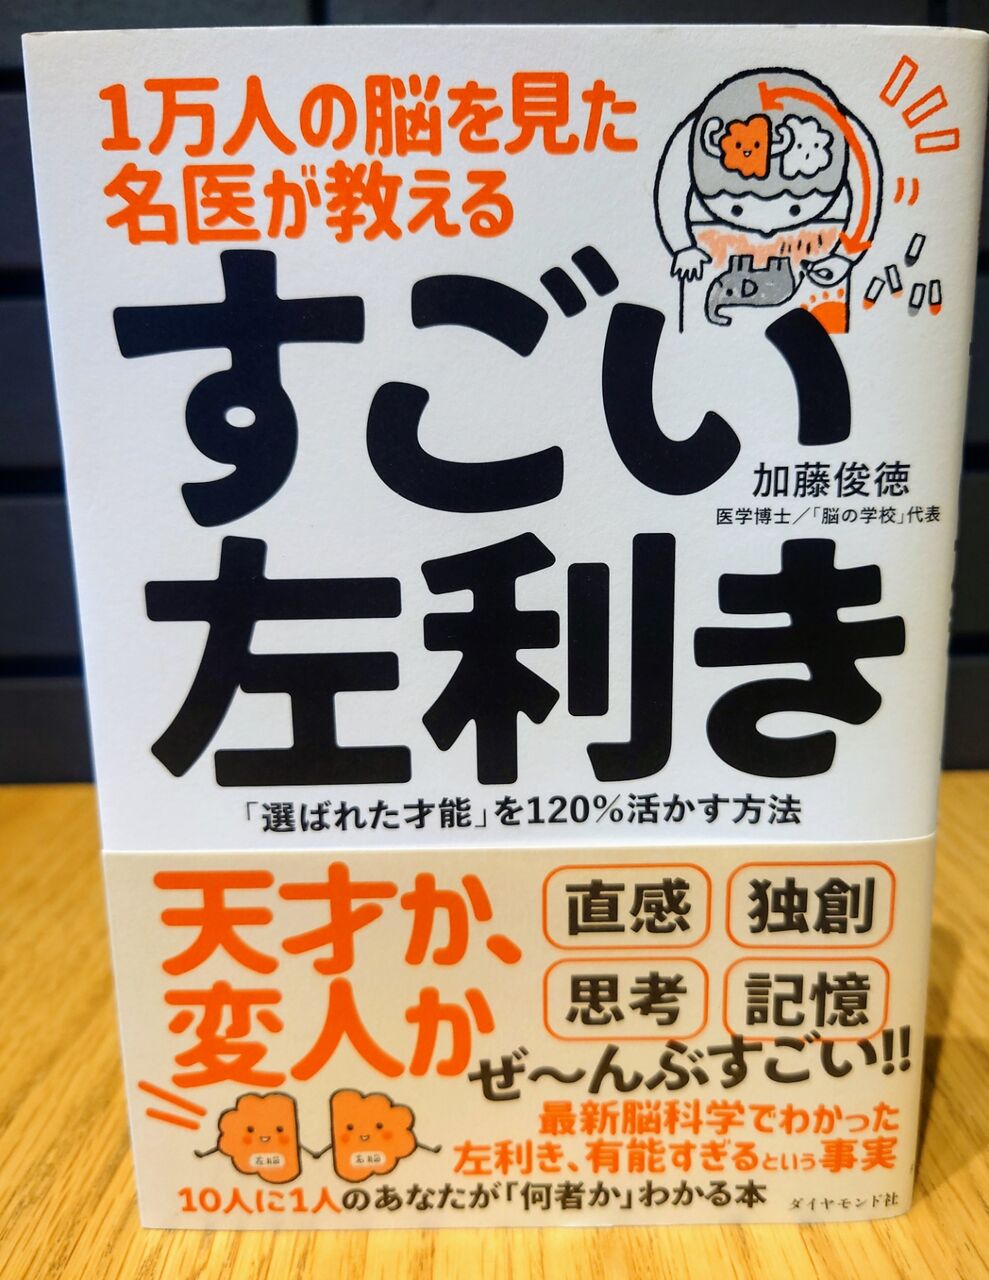 1万人の脳を見た
名医が教える
すごい
加藤俊徳
医学博士／「脳の学校」代表
左利き
「選ばれた才能」を120%活かす方法
天才か、
変人か
直感
独創
思考
記憶
ぜ〜んぶすごい!!
最新脳科学でわかった
左利き、有能すぎるという事実
左脳
右脳
10人に1人のあなたが「何者か」わかる本
ダイヤモンド社